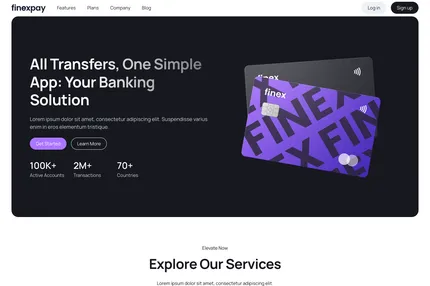 finexpay Features Plans Company Blog Log in Sign up
All Transfers, One Simple
App: Your Banking
Solution
Lorem ipsum dolor sit amet, consectetur adipiscing elit. Suspendisse varius
enim in eros elementum tristique.
Get Started Learn More
100K+ 2M+ 70+
Active Accounts Transactions Countries
finex
FINEX
Elevate Now
Explore Our Services
Lorem ipsum dolor sit amet, consectetur adipiscing elit